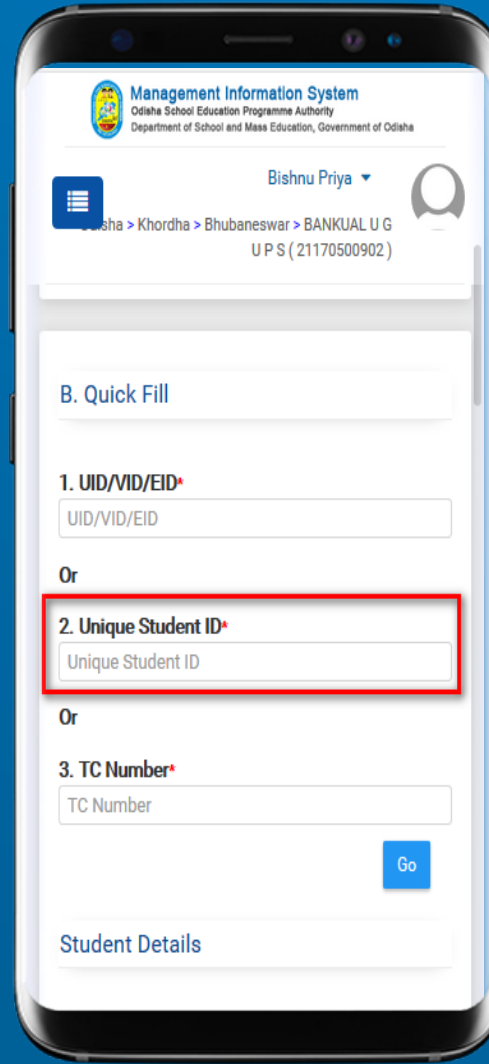 Management Information System
Odisha School Education Programme Authority
Department of School and Mass Education, Government of Odisha
Bishnu Priya
sha > Khordha > Bhubaneswar > BANKUAL U G
U P S ( 21170500902 )
B. Quick Fill
1. UID/VID/EID*
UID/VID/EID
Or
2. Unique Student ID*
Unique Student ID
Or
3. TC Number*
TC Number
Go
Student Details